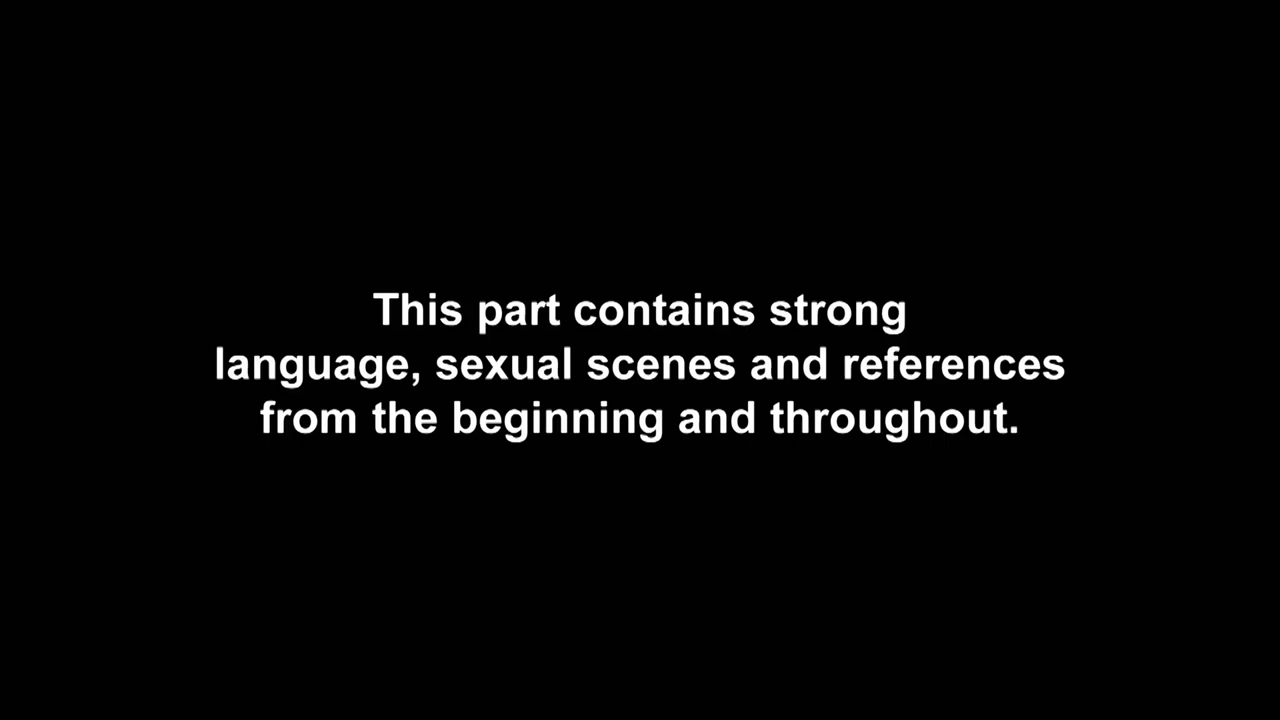 This part contains strong
language, sexual scenes and references
from the beginning and throughout.